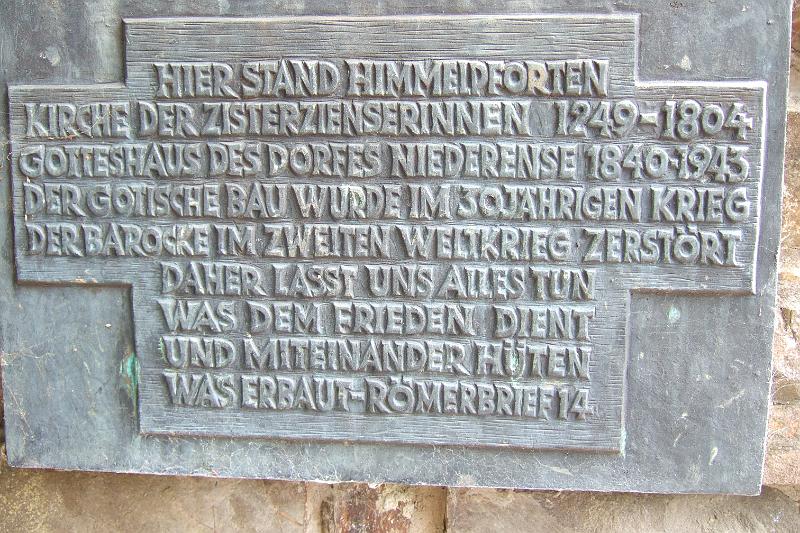 HIER STAND HIMMELPFORTEN
KIRCHE DER ZISTERZIENSERINNEN 1249-1804
GOTTESHAUS DES DORFES NIEDERENSE 1840-1943
DER GOTISCHE BAU WURDE IM 30JÄHRIGEN KRIEG
DER BAROCKE IM ZWEITEN WELTKRIEG ZERSTÖRT
DAHER LASST UNS ALLES TUN
WAS DEM FRIEDEN DIENT
UND MITEINANDER HÜTEN
WAS ERBAUT-RÖMERBRIEF 14